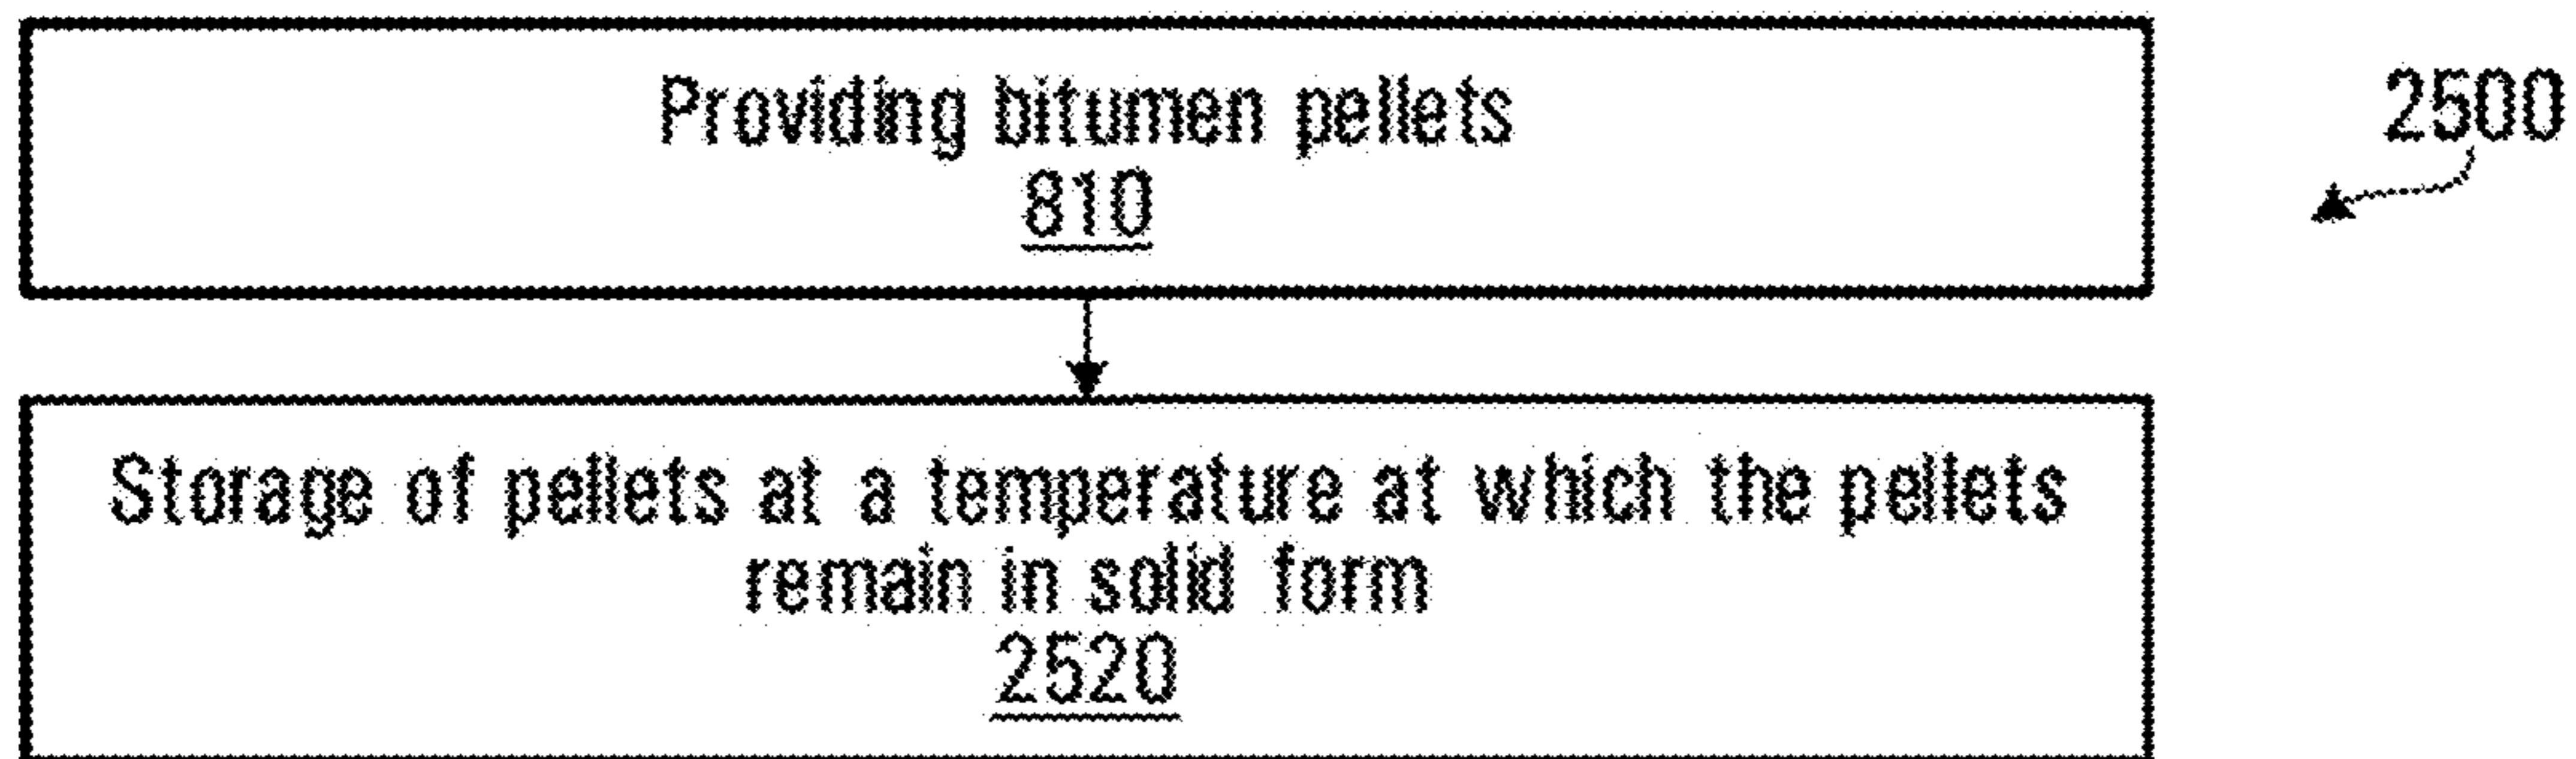 Providing bitumen pellets
810
2500
Storage of pellets at a temperature at which the pellets
remain in solid form
2520